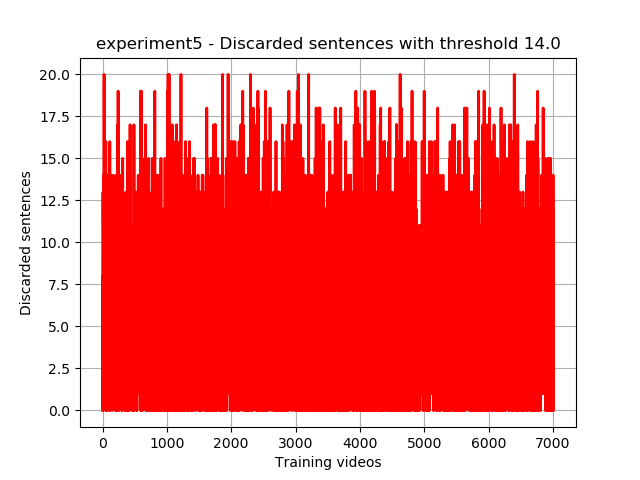 experiment5 - Discarded sentences with threshold 14.0
20.0
17.5
15.0
12.5
10.0
7.5
5.0
2.5
0.0
Discarded sentences
0 1000 2000 3000 4000 5000 6000 7000
Training videos